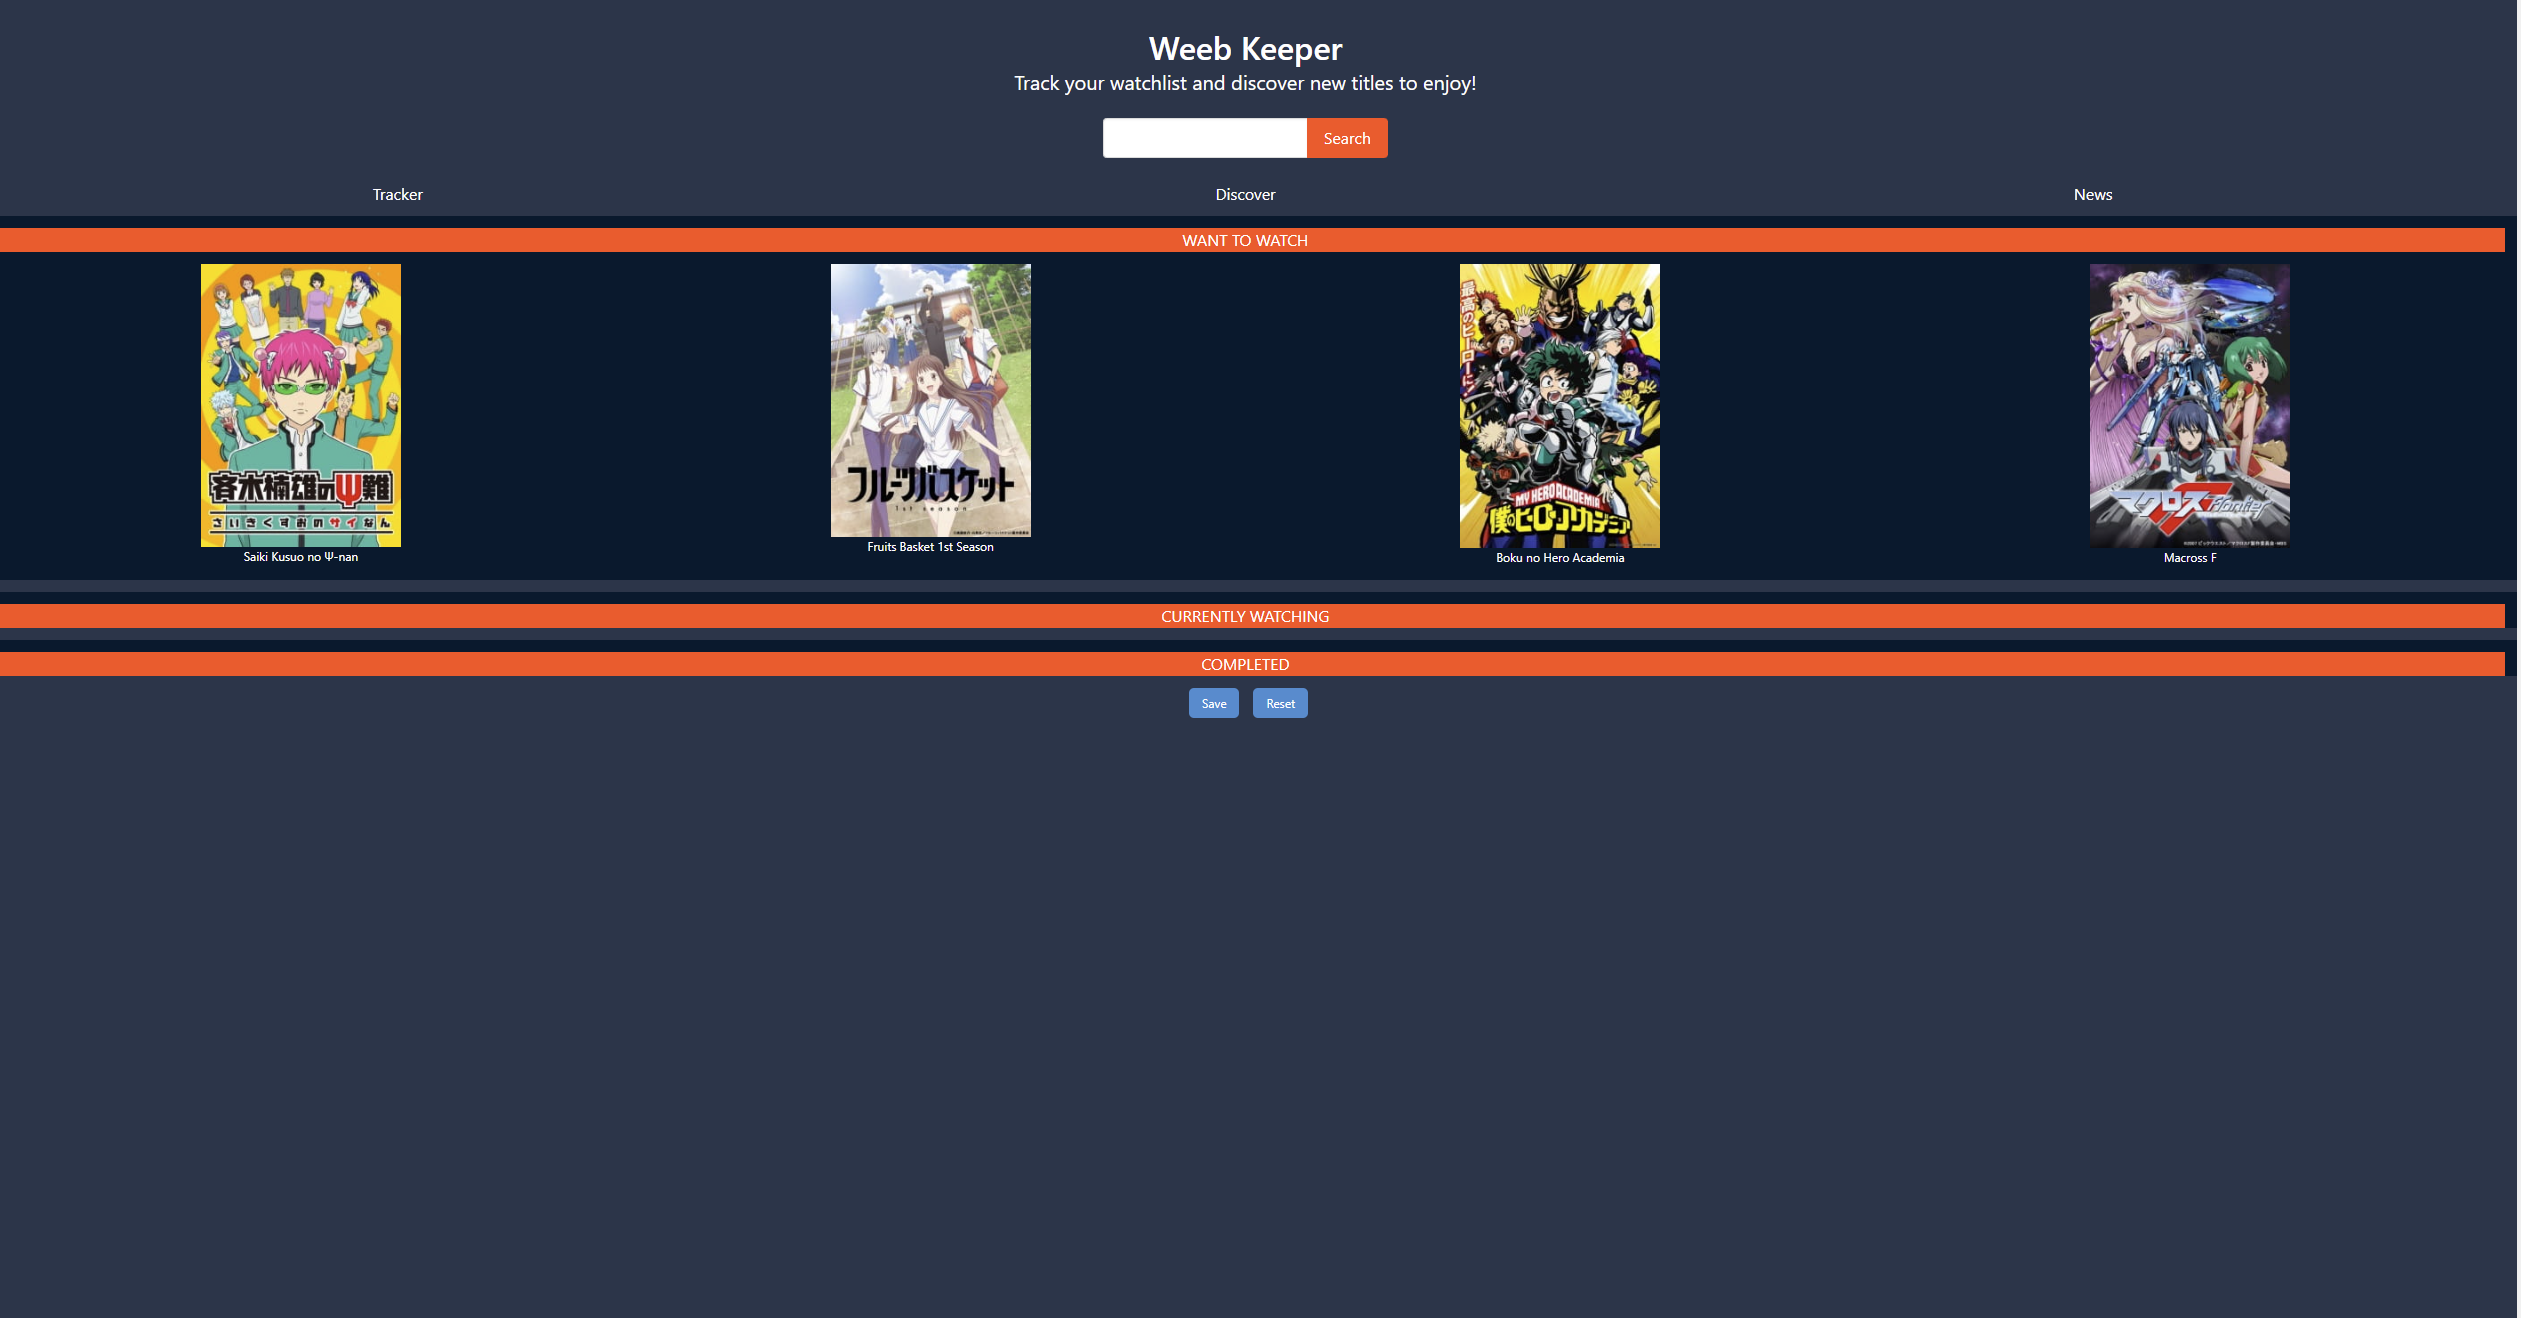 Weeb Keeper
Track your watchlist and discover new titles to enjoy!
Search
Tracker
Discover
News
WANT TO WATCH
斉木楠雄のΨ難
さいきくすおのサイなん
Saiki Kusuo no Ψ-nan
フルーツバスケット
1st season
Fruits Basket 1st Season
最高のヒーローに!
MY HERO ACADEMIA
僕のヒーローアカデミア
Boku no Hero Academia
マクロスFrontier
Macross F
CURRENTLY WATCHING
COMPLETED
Save
Reset